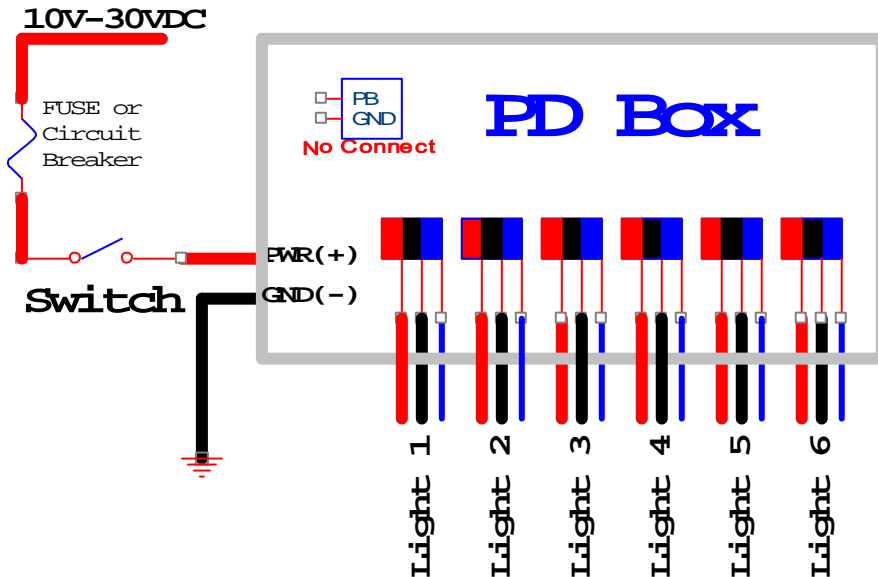 10V-30VDC
FUSE or
Circuit
Breaker
PB
GND
No Connect
PD Box
PWR(+)
GND(-)
Switch
Light 1
Light 2
Light 3
Light 4
Light 5
Light 6